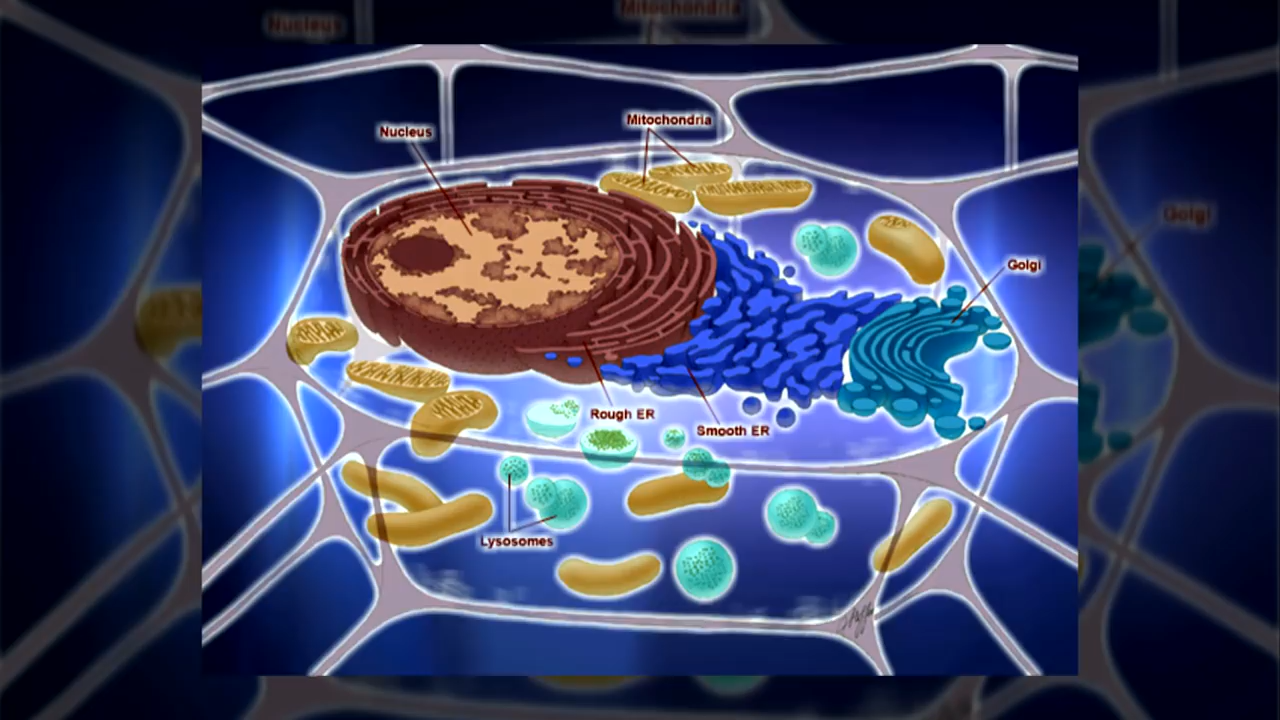 Mitochondria
Nucleus
Mitochondria
Nucleus
Golgi
Golgi
Rough ER
Smooth ER
Lysosomes